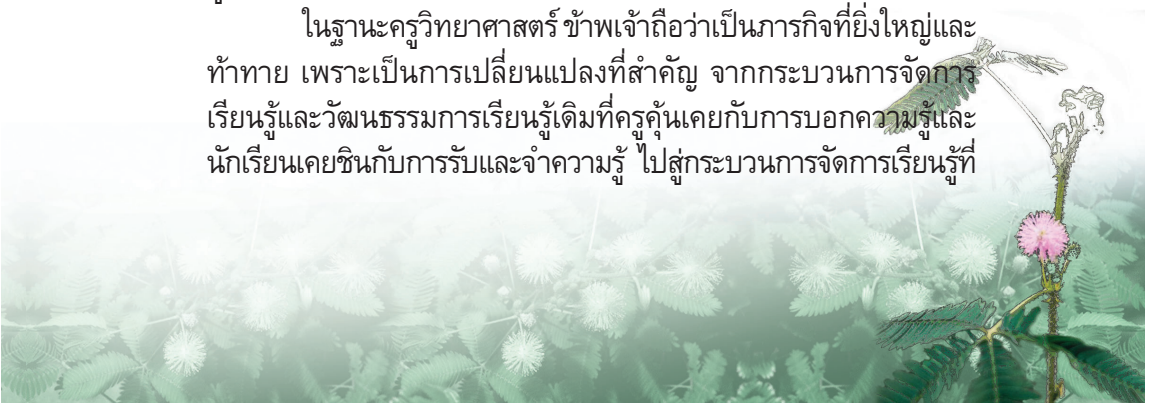 ในฐานะครูวิทยาศาสตร์ ข้าพเจ้าถือว่าเป็นภารกิจที่ยิ่งใหญ่และ
ท้าทาย เพราะเป็นการเปลี่ยนแปลงที่สำคัญ จากกระบวนการจัดการ
เรียนรู้และวัฒนธรรมการเรียนรู้เดิมที่ครูคุ้นเคยกับการบอกความรู้และ
นักเรียนเคยชินกับการรับและจำความรู้ ไปสู่กระบวนการจัดการเรียนรู้ที่